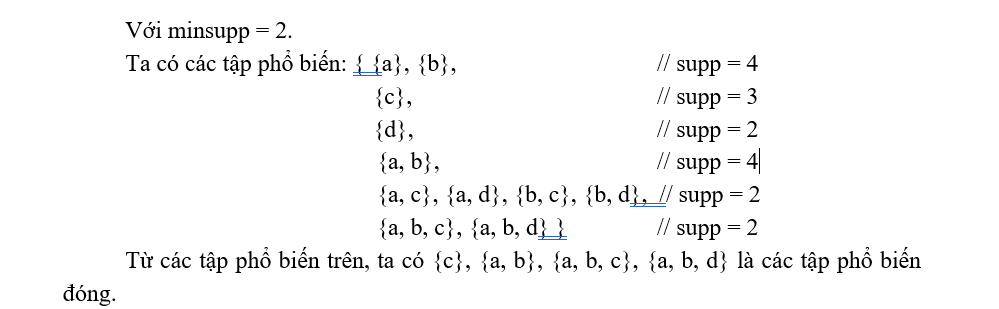 Với minsupp = 2.
Ta có các tập phổ biến: { {a}, {b}, // supp = 4
{c}, // supp = 3
{d}, // supp = 2
{a, b}, // supp = 4
{a, c}, {a, d}, {b, c}, {b, d}, // supp = 2
{a, b, c}, {a, b, d} } // supp = 2
Từ các tập phổ biến trên, ta có {c}, {a, b}, {a, b, c}, {a, b, d} là các tập phổ biến
đóng.